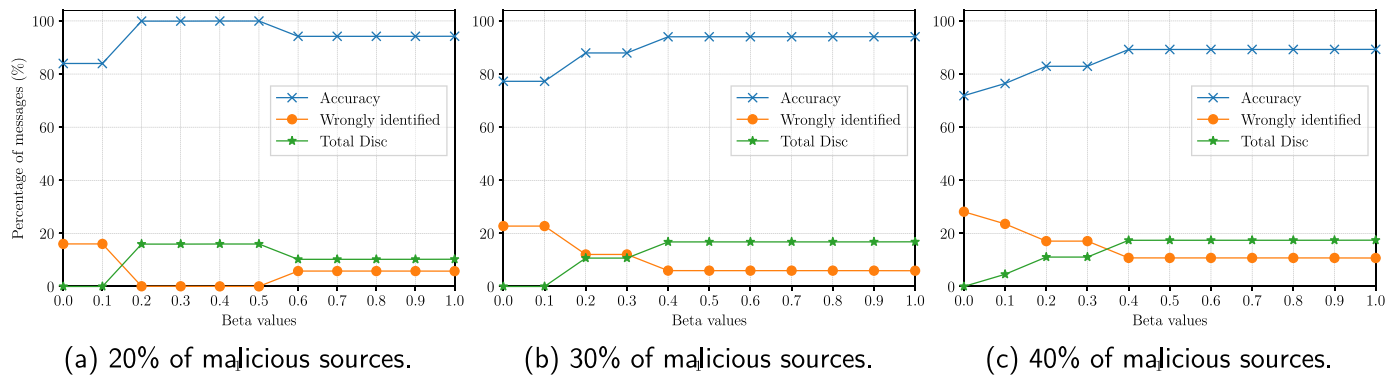 Percentage of messages (%)
100
80
60
40
20
0
Accuracy
Wrongly identified
Total Disc
0.0 0.1 0.2 0.3 0.4 0.5 0.6 0.7 0.8 0.9 1.0
Beta values
(a) 20% of malicious sources.
100
80
60
40
20
0
Accuracy
Wrongly identified
Total Disc
0.0 0.1 0.2 0.3 0.4 0.5 0.6 0.7 0.8 0.9 1.0
Beta values
(b) 30% of malicious sources.
100
80
60
40
20
0
Accuracy
Wrongly identified
Total Disc
0.0 0.1 0.2 0.3 0.4 0.5 0.6 0.7 0.8 0.9 1.0
Beta values
(c) 40% of malicious sources.